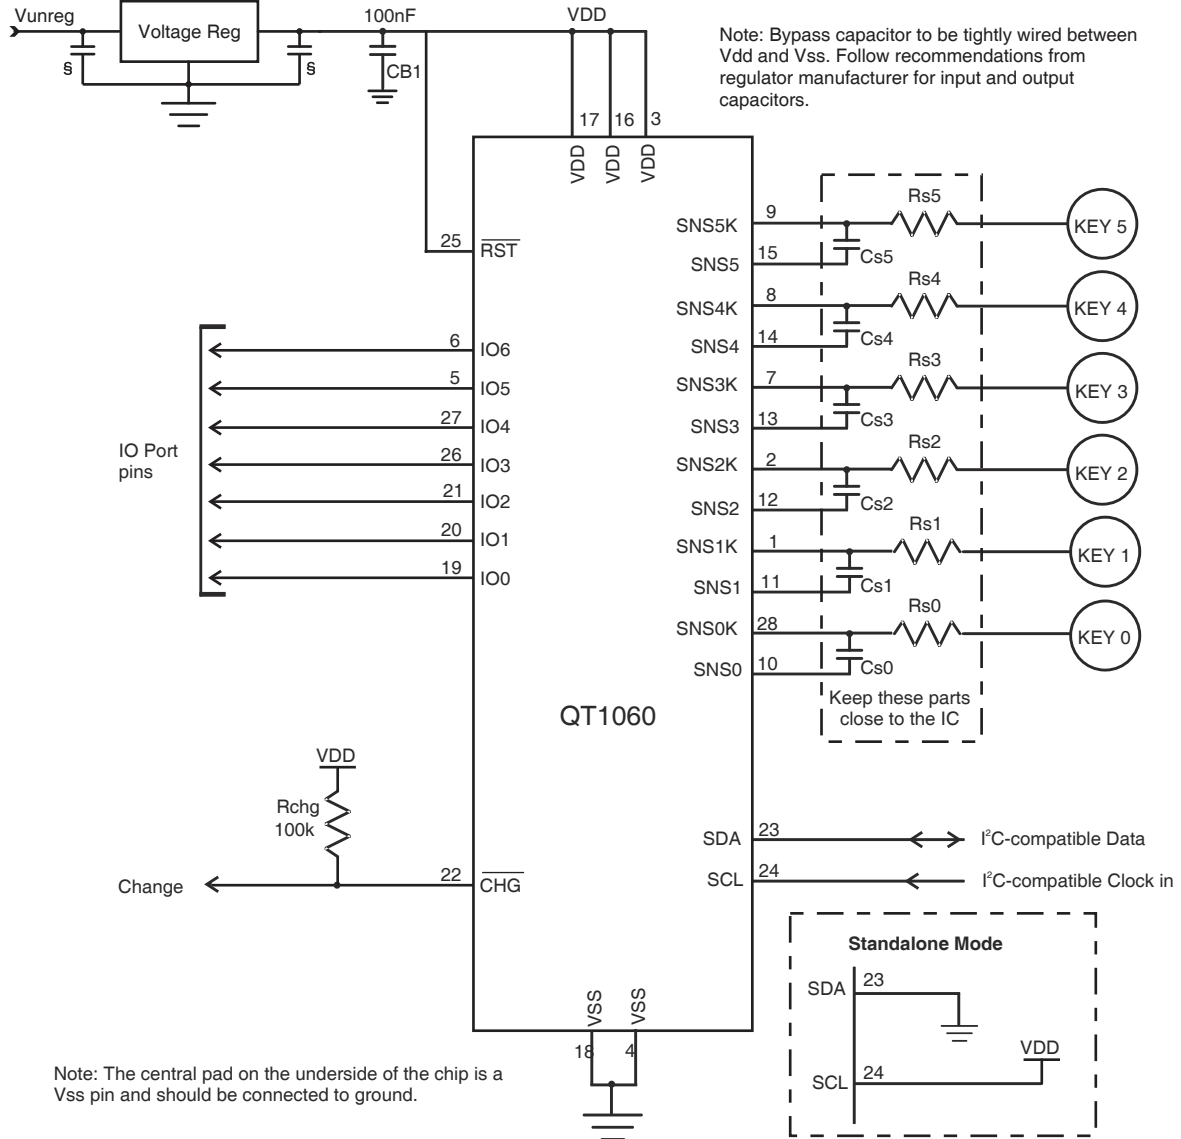 Vunreg
Voltage Reg
100nF
VDD
§
§
CB1
Note: Bypass capacitor to be tightly wired between
Vdd and Vss. Follow recommendations from
regulator manufacturer for input and output
capacitors.
17
16
3
VDD
VDD
VDD
25
RST
6
IO6
5
IO5
27
IO4
26
IO3
21
IO2
20
IO1
19
IO0
IO Port
pins
SNS5K
9
Rs5
KEY 5
SNS5
15
Cs5
SNS4K
8
Rs4
KEY 4
SNS4
14
Cs4
SNS3K
7
Rs3
KEY 3
SNS3
13
Cs3
SNS2K
2
Rs2
KEY 2
SNS2
12
Cs2
SNS1K
1
Rs1
KEY 1
SNS1
11
Cs1
SNS0K
28
Rs0
KEY 0
SNS0
10
Cs0
Keep these parts
close to the IC
QT1060
VDD
Rchg
100k
Change
22
CHG
SDA
23
I²C-compatible Data
SCL
24
I²C-compatible Clock in
VSS
VSS
18
4
Note: The central pad on the underside of the chip is a
Vss pin and should be connected to ground.
Standalone Mode
SDA
23
VDD
SCL
24